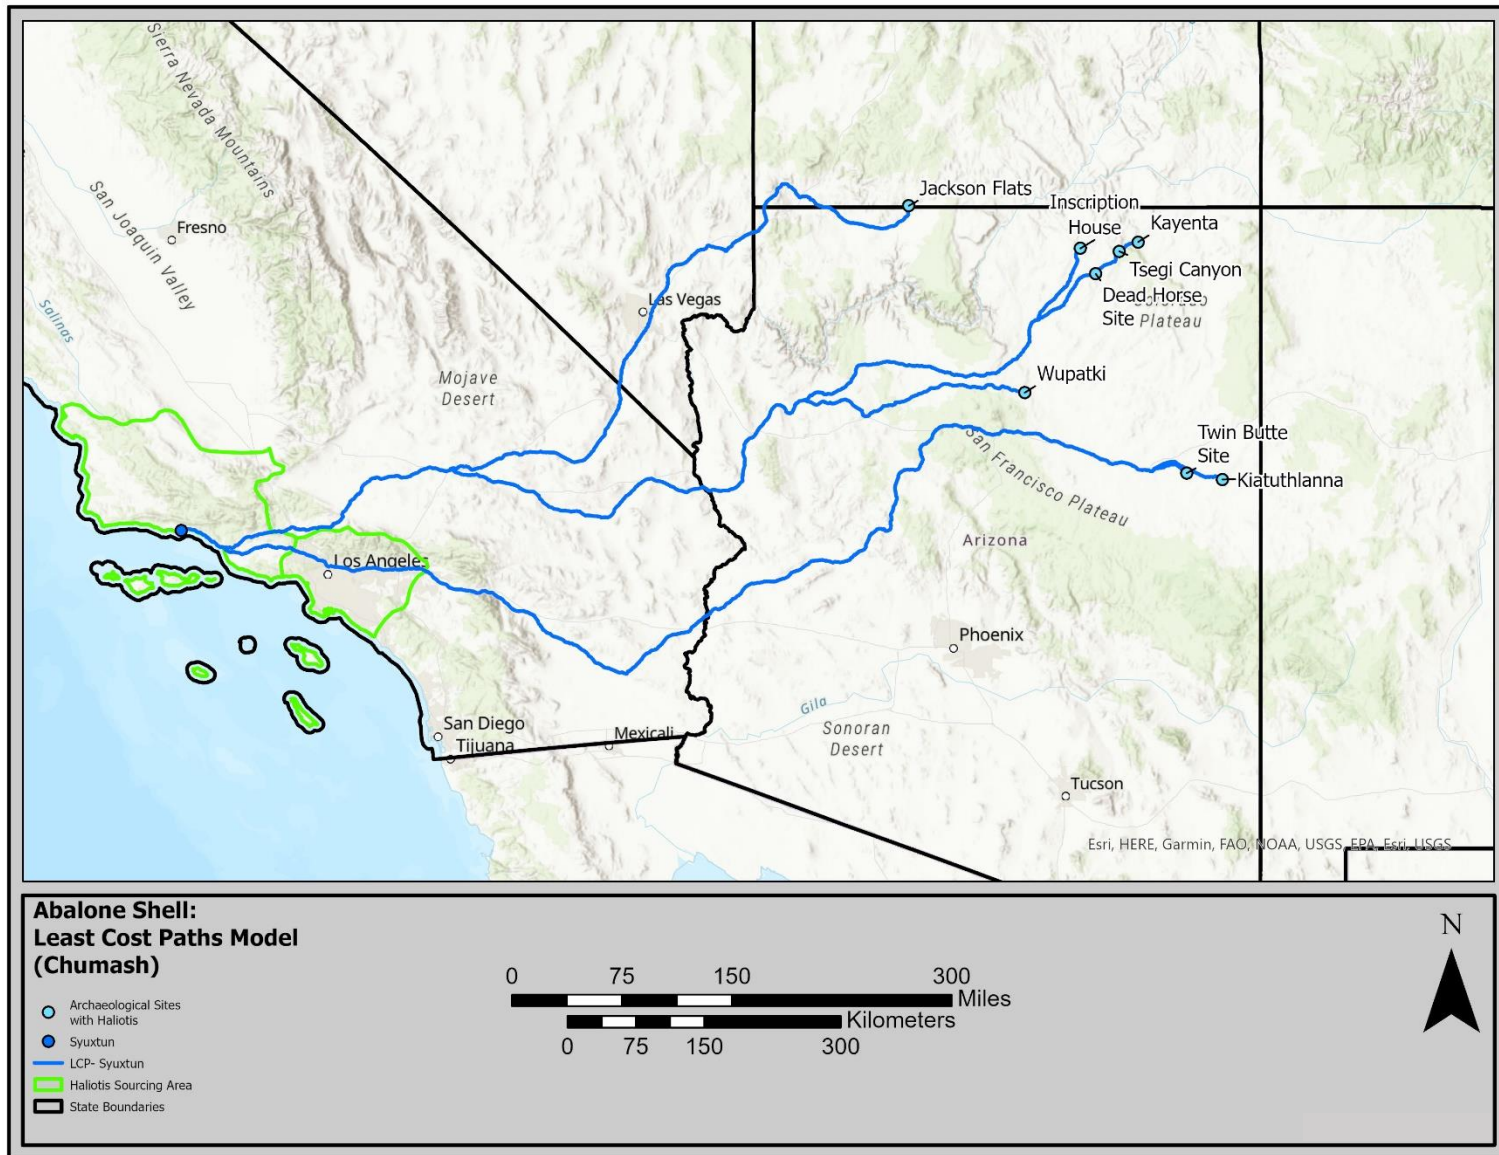 Sierra Nevada Mountains
San Joaquin Valley
Fresno
Salinas
Las Vegas
Mojave
Desert
Jackson Flats
Inscription
House
Kayenta
Tsegi Canyon
Dead Horse
Site
Colorado
Plateau
Wupatki
Twin Butte
Site
Kiatuthlanna
San Francisco Plateau
Arizona
Los Angeles
Phoenix
Gila
Sonoran
Desert
San Diego
Tijuana
Mexicali
Tucson
Esri, HERE, Garmin, FAO, NOAA, USGS, EPA, Esri, USGS
Abalone Shell:
Least Cost Paths Model
(Chumash)
Archaeological Sites
with Haliotis
Syuxtun
LCP- Syuxtun
Haliotis Sourcing Area
State Boundaries
0 75 150 300
Miles
Kilometers
0 75 150 300
N